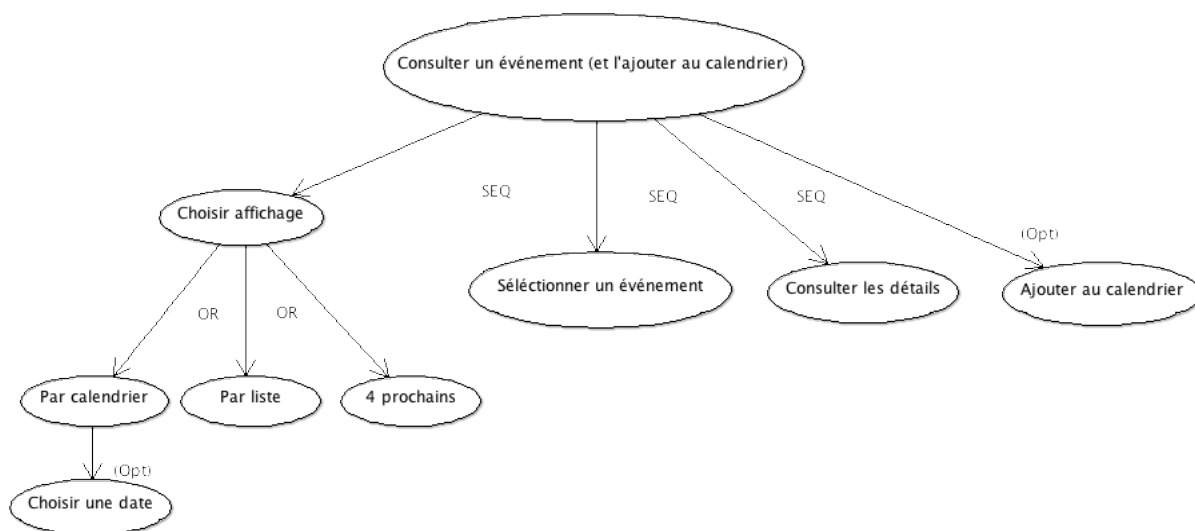 Consulter un événement (et l'ajouter au calendrier)
SEQ
SEQ
SEQ
Choisir affichage
(Opt)
Séléctionner un événement
Consulter les détails
Ajouter au calendrier
OR
OR
Par calendrier
Par liste
4 prochains
(Opt)
Choisir une date